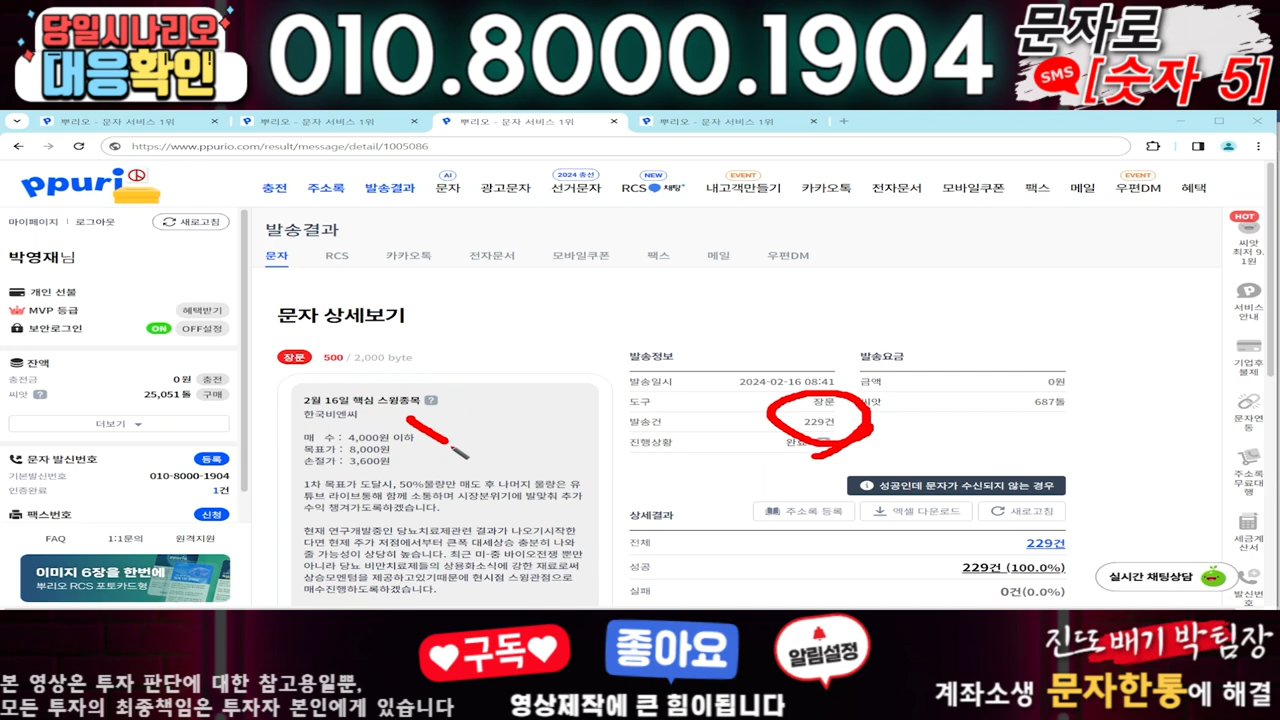 당일시나리오
대응확인
010.8000.1904
문자로
SMS
[숫자 5]
뿌리오 - 문자 서비스 1위
뿌리오 - 문자 서비스 1위
뿌리오 - 문자 서비스 1위
뿌리오 - 문자 서비스 1위
https://www.ppurio.com/result/message/detail/1005086
ppurio
충전
주소록
발송결과
AI
문자
광고문자
2024 총선
선거문자
NEW
RCS
채팅+
EVENT
내고객만들기
카카오톡
전자문서
모바일쿠폰
팩스
메일
EVENT
우편DM
혜택
마이페이지 | 로그아웃
새로고침
박영재님
개인 선불
MVP 등급 혜택받기
보안로그인 ON OFF설정
잔액
충전금 0원 충전
씨앗 ? 25,051톨 구매
더보기
문자 발신번호 등록
기본발신번호 010-8000-1904
인증완료 1건
팩스번호 신청
FAQ 1:1문의 원격지원
이미지 6장을 한번에
뿌리오 RCS 포토카드형
발송결과
문자 RCS 카카오톡 전자문서 모바일쿠폰 팩스 메일 우편DM
문자 상세보기
장문 500 / 2,000 byte
2월 16일 핵심 스윙종목 ?
한국비엔씨
매 수 : 4,000원 이하
목표가 : 8,000원
손절가 : 3,600원
1차 목표가 도달시, 50%물량만 매도 후 나머지 물량은 유
튜브 라이브통해 함께 소통하며 시장분위기에 발맞춰 추가
수익 챙겨가도록하겠습니다.
현재 연구개발중인 당뇨치료제관련 결과가 나오기시작한
다면 현재 주가 저점에서부터 큰폭 대세상승 충분히 나와
줄 가능성이 상당히 높습니다. 최근 미-중 바이오전쟁 뿐만
아니라 당뇨 비만치료제들의 상용화소식에 강한 재료로써
상승모멘텀을 제공하고있기때문에 현시점 스윙관점으로
매수진행하도록하겠습니다.
발송정보
발송일시 2024-02-16 08:41
도구 장문
발송건 229건
진행상황 완료
발송요금
금액 0원
씨앗 687톨
성공인데 문자가 수신되지 않는 경우
상세결과
주소록 등록
엑셀 다운로드
새로고침
전체 229건
성공 229건 (100.0%)
실패 0건(0.0%)
HOT
씨앗
최저 9.
1원
서비스
안내
기업후
불제
문자연
동
주소록
무료대
행
세금계
산서
발신번
호
실시간 채팅상담
본 영상은 투자 판단에 대한 참고용일뿐,
모든 투자의 최종책임은 투자자 본인에게 있습니다
구독
좋아요
알림설정
영상제작에 큰 힘이됩니다
진또배기 박팀장
계좌소생 문자한통에 해결